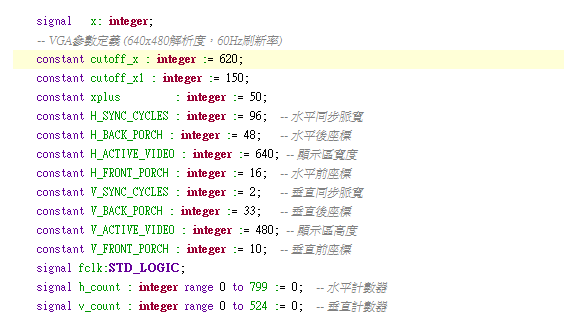 signal   x: integer;
-- VGA參數定義 (640x480解析度，60Hz刷新率)
constant cutoff_x : integer := 620;
constant cutoff_x1 : integer := 150;
constant xplus        : integer := 50;
constant H_SYNC_CYCLES : integer := 96;   -- 水平同步脈寬
constant H_BACK_PORCH : integer := 48;   -- 水平後座標
constant H_ACTIVE_VIDEO : integer := 640;  -- 顯示區寬度
constant H_FRONT_PORCH : integer := 16;   -- 水平前座標
constant V_SYNC_CYCLES : integer := 2;    -- 垂直同步脈寬
constant V_BACK_PORCH : integer := 33;   -- 垂直後座標
constant V_ACTIVE_VIDEO : integer := 480;  -- 顯示區高度
constant V_FRONT_PORCH : integer := 10;   -- 垂直前座標
signal fclk:STD_LOGIC;
signal h_count : integer range 0 to 799 := 0;   -- 水平計數器
signal v_count : integer range 0 to 524 := 0;   -- 垂直計數器